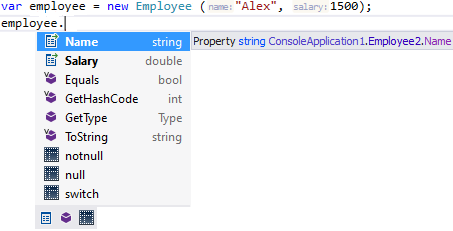 var employee = new Employee (name:"Alex", salary:1500);
employee.
Name string
Property string ConsoleApplication1.Employee2.Name
Salary double
Equals bool
GetHashCode int
GetType Type
ToString string
notnull
null
switch